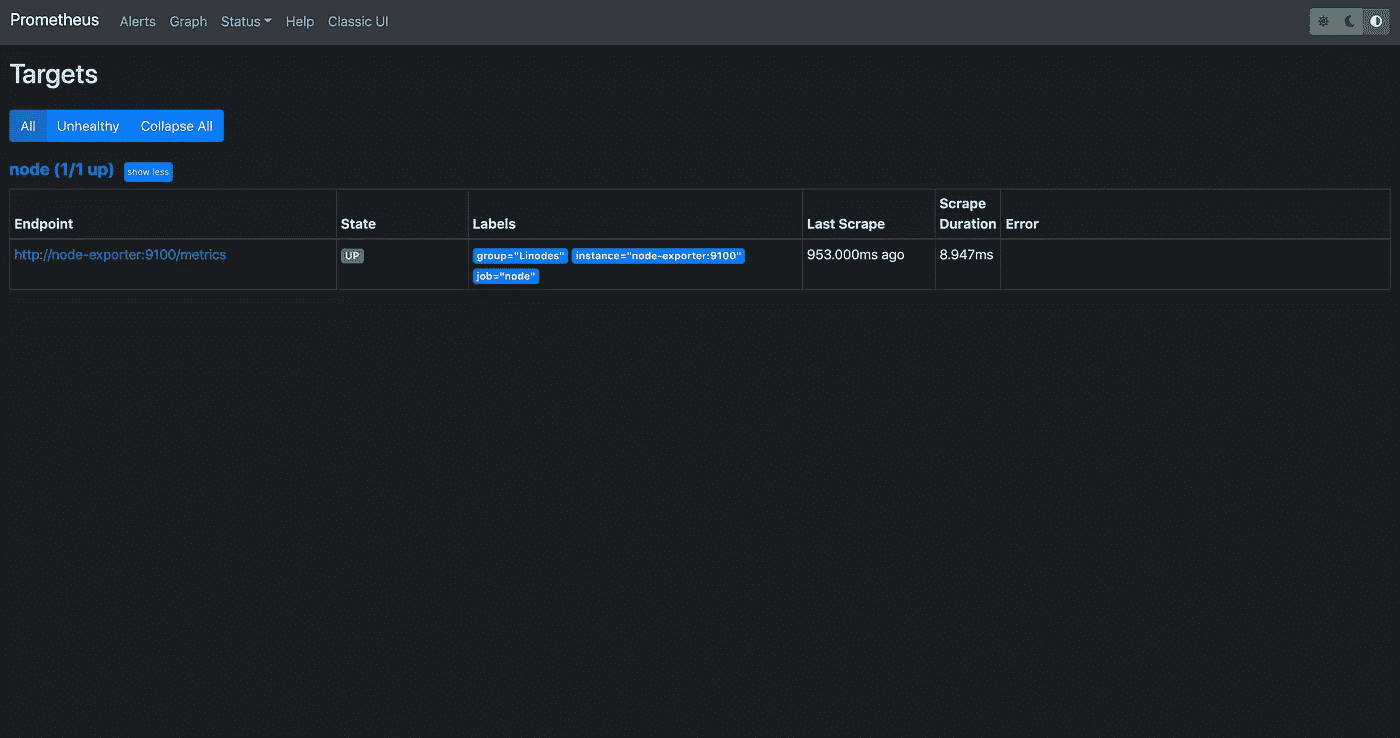 Prometheus Alerts Graph Status Help Classic UI
Targets
All Unhealthy Collapse All
node (1/1 up) show less
Endpoint State Labels Last Scrape Scrape Duration Error
http://node-exporter:9100/metrics UP group="Linodes" instance="node-exporter:9100" 953.000ms ago 8.947ms
job="node"